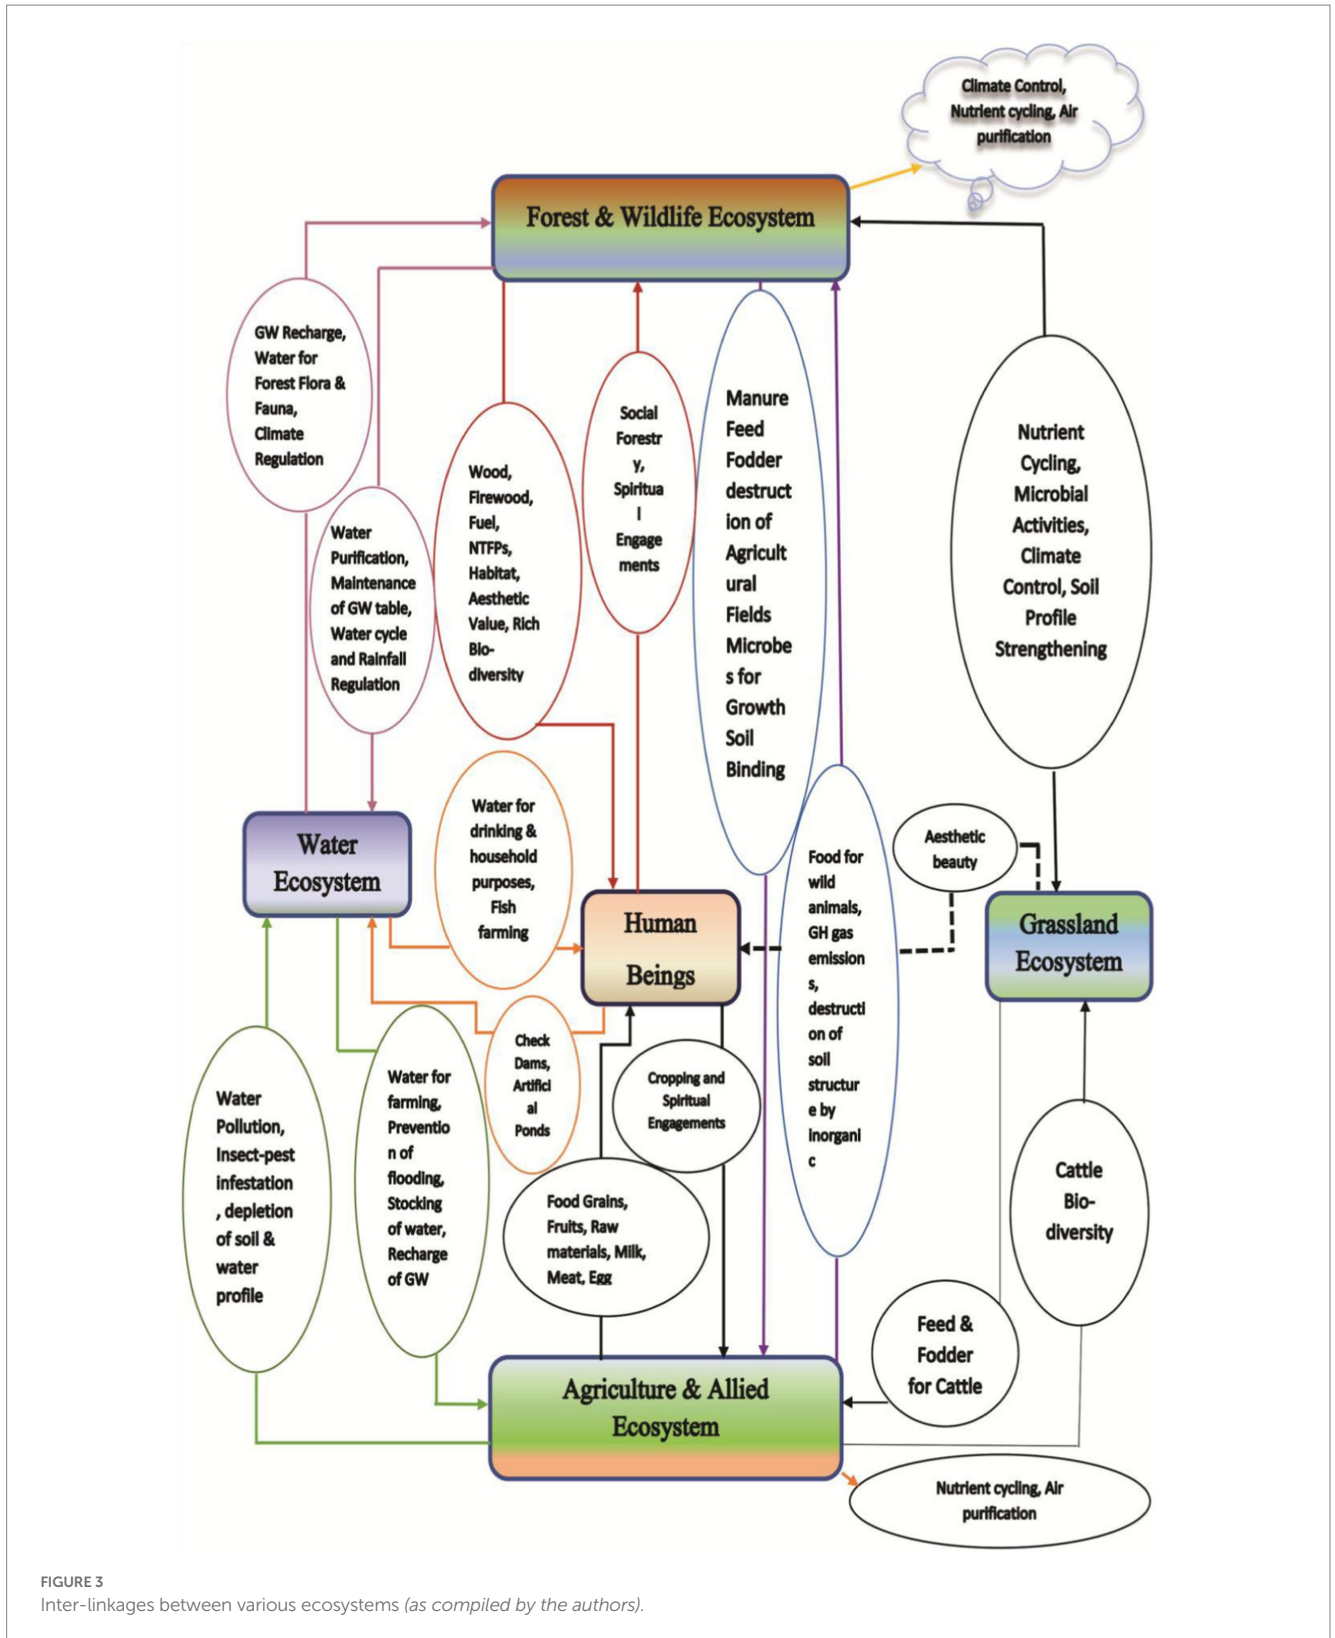 Climate Control,
Nutrient cycling, Air
purification
Forest & Wildlife Ecosystem
GW Recharge,
Water for
Forest Flora &
Fauna,
Climate
Regulation
Water
Purification,
Maintenance
of GW table,
Water cycle
and Rainfall
Regulation
Wood,
Firewood,
Fuel,
NTFPs,
Habitat,
Aesthetic
Value, Rich
Bio-
diversity
Social
Forestr
y,
Spiritua
l
Engage
ments
Manure
Feed
Fodder
destruct
ion of
Agricult
ural
Fields
Microbe
s for
Growth
Soil
Binding
Nutrient
Cycling,
Microbial
Activities,
Climate
Control, Soil
Profile
Strengthening
Water
Ecosystem
Water for
drinking &
household
purposes,
Fish
farming
Human
Beings
Food for
wild
animals,
GH gas
emission
s,
destructi
on of
soil
structur
e by
inorgani
c
Aesthetic
beauty
Grassland
Ecosystem
Water
Pollution,
Insect-pest
infestation
, depletion
of soil &
water
profile
Water for
farming,
Preventio
n of
flooding,
Stocking
of water,
Recharge
of GW
Check
Dams,
Artifici
al
Ponds
Cropping and
Spiritual
Engagements
Food Grains,
Fruits, Raw
materials, Milk,
Meat, Egg
Cattle
Bio-
diversity
Feed &
Fodder
for Cattle
Agriculture & Allied
Ecosystem
Nutrient cycling, Air
purification
FIGURE 3
Inter-linkages between various ecosystems (as compiled by the authors).